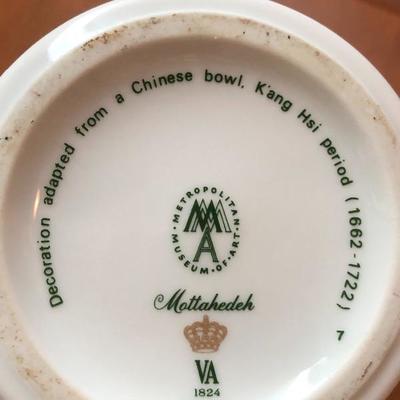 Decoration adapted from a Chinese bowl, K'ang Hsi period (1662-1722)
METROPOLITAN
MMA
MUSEUM·OF·ART
Mottahedeh
VA
1824
7